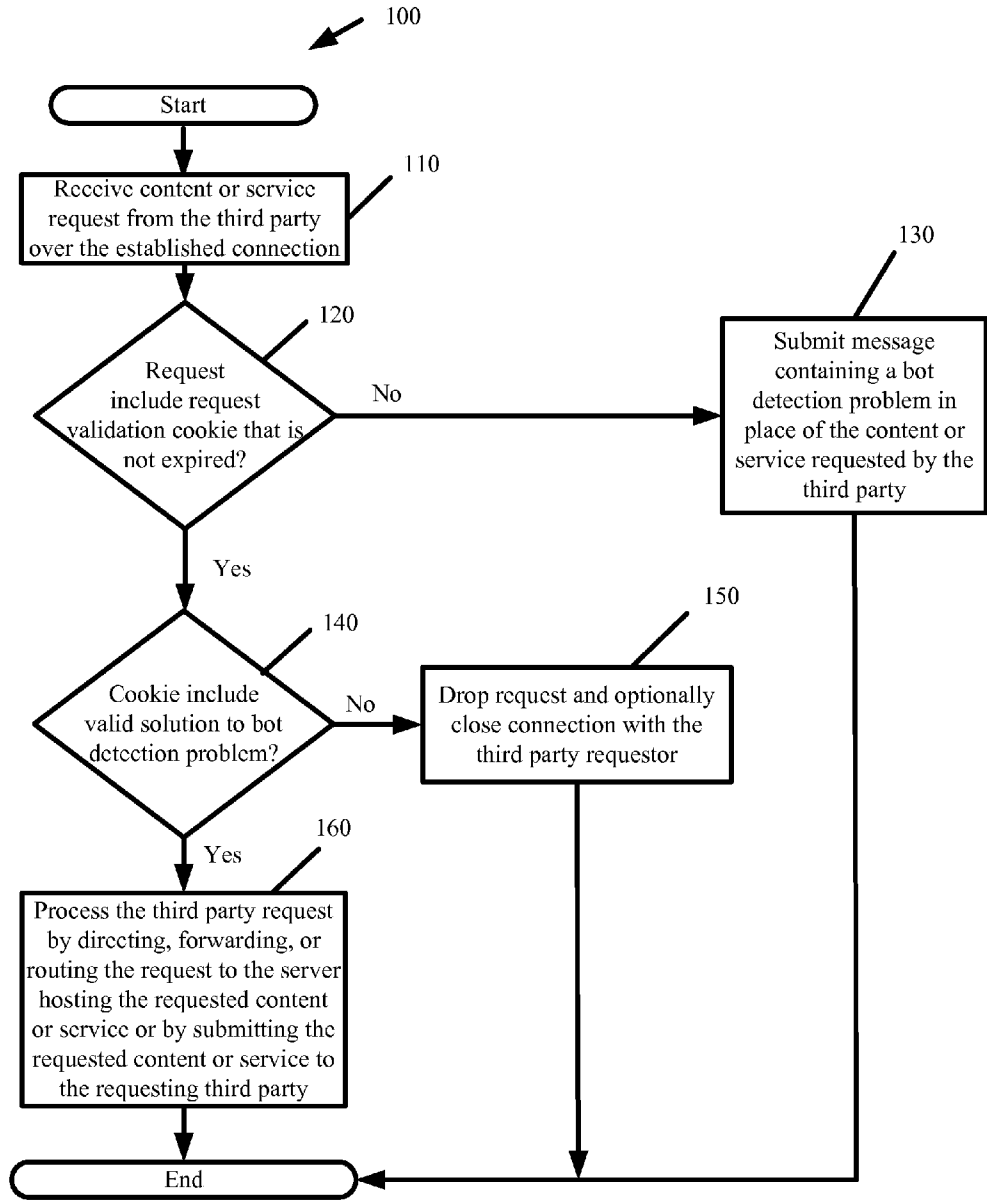 100
Start
110
Receive content or service
request from the third party
over the established connection
120
Request
include request
validation cookie that is
not expired?
No
130
Submit message
containing a bot
detection problem in
place of the content or
service requested by the
third party
Yes
140
Cookie include
valid solution to bot
detection problem?
No
150
Drop request and optionally
close connection with the
third party requestor
Yes
160
Process the third party request
by directing, forwarding, or
routing the request to the server
hosting the requested content
or service or by submitting the
requested content or service to
the requesting third party
End